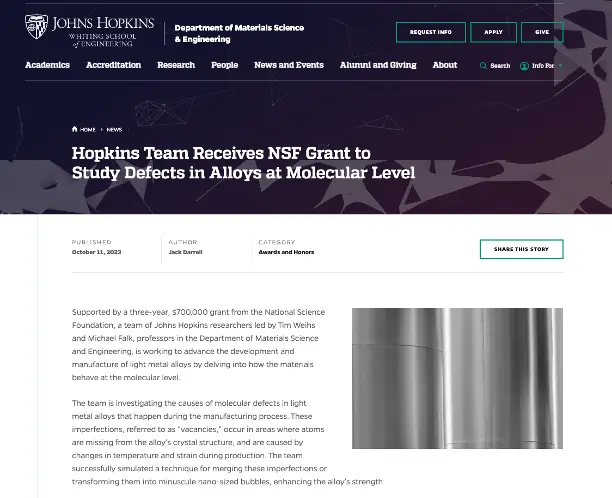 JOHNS HOPKINS
WHITING SCHOOL
of ENGINEERING
Department of Materials Science
& Engineering
REQUEST INFO
APPLY
GIVE
Academics
Accreditation
Research
People
News and Events
Alumni and Giving
About
Search
Info For
HOME
NEWS
Hopkins Team Receives NSF Grant to
Study Defects in Alloys at Molecular Level
PUBLISHED
October 11, 2023
AUTHOR
Jack Darrell
CATEGORY
Awards and Honors
SHARE THIS STORY
Supported by a three-year, $700,000 grant from the National Science
Foundation, a team of Johns Hopkins researchers led by Tim Weihs
and Michael Falk, professors in the Department of Materials Science
and Engineering, is working to advance the development and
manufacture of light metal alloys by delving into how the materials
behave at the molecular level.
The team is investigating the causes of molecular defects in light
metal alloys that happen during the manufacturing process. These
imperfections, referred to as “vacancies,” occur in areas where atoms
are missing from the alloy’s crystal structure, and are caused by
changes in temperature and strain during production. The team
successfully simulated a technique for merging these imperfections or
transforming them into minuscule nano-sized bubbles, enhancing the alloy’s strength